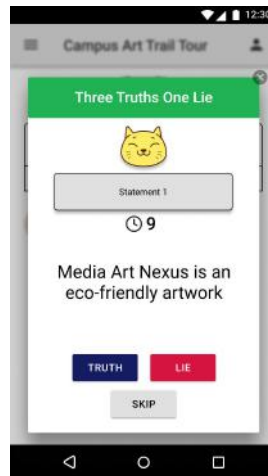 12:30
Campus Art Trail Tour
Three Truths One Lie
Statement 1
9
Media Art Nexus is an
eco-friendly artwork
TRUTH LIE
SKIP